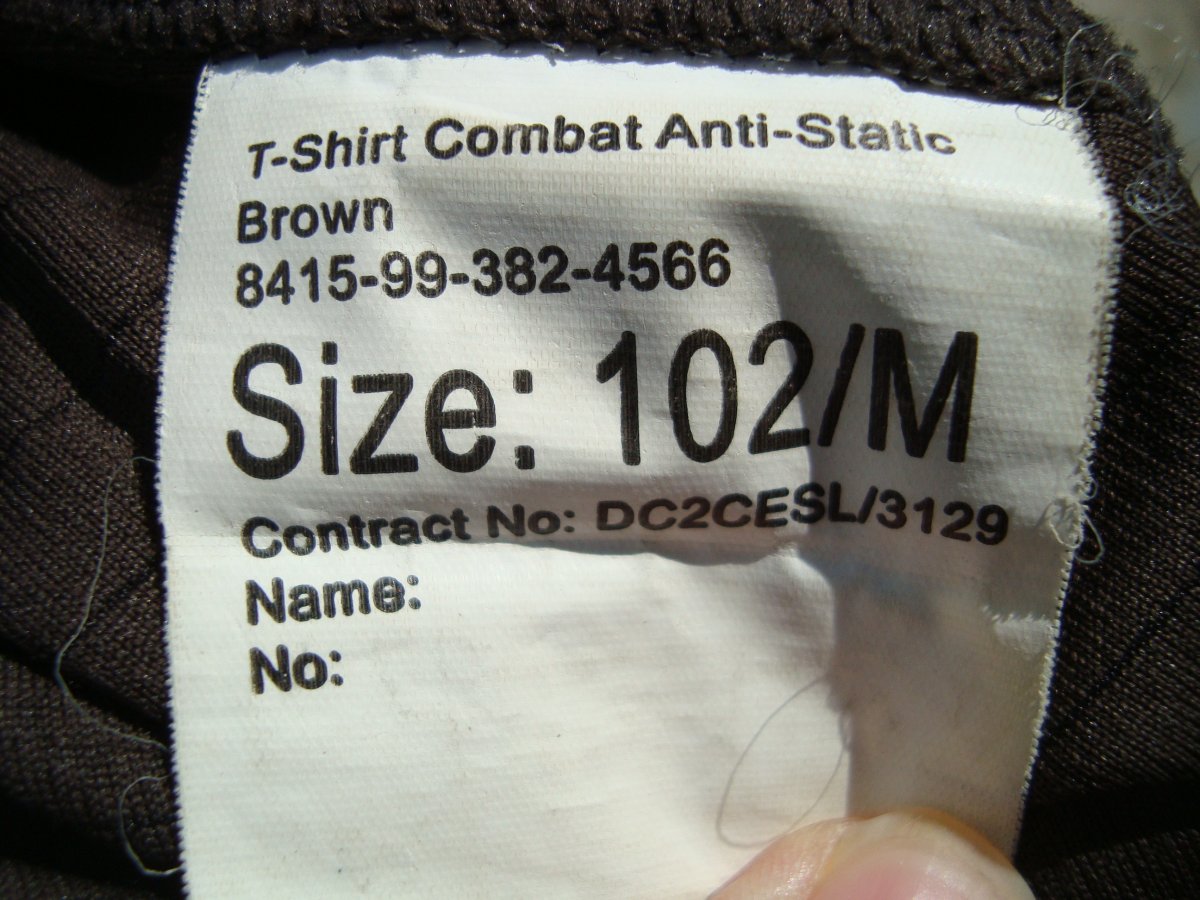 T-Shirt Combat Anti-Static
Brown
8415-99-382-4566
Size: 102/M
Contract No: DC2CESL/3129
Name:
No: